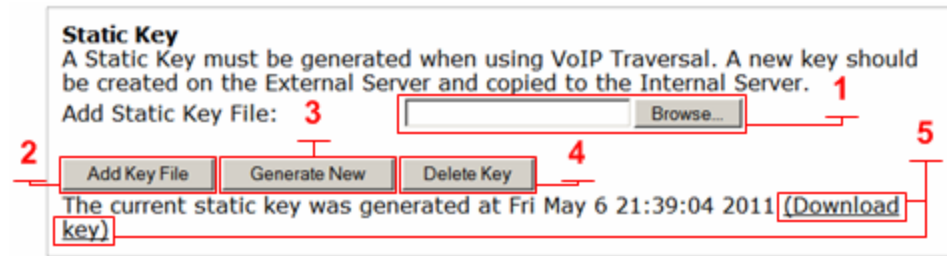 Static Key
A Static Key must be generated when using VoIP Traversal. A new key should
be created on the External Server and copied to the Internal Server.
1
Add Static Key File:
3
Browse...
5
2
Add Key File
Generate New
Delete Key
4
The current static key was generated at Fri May 6 21:39:04 2011 (Download
key)